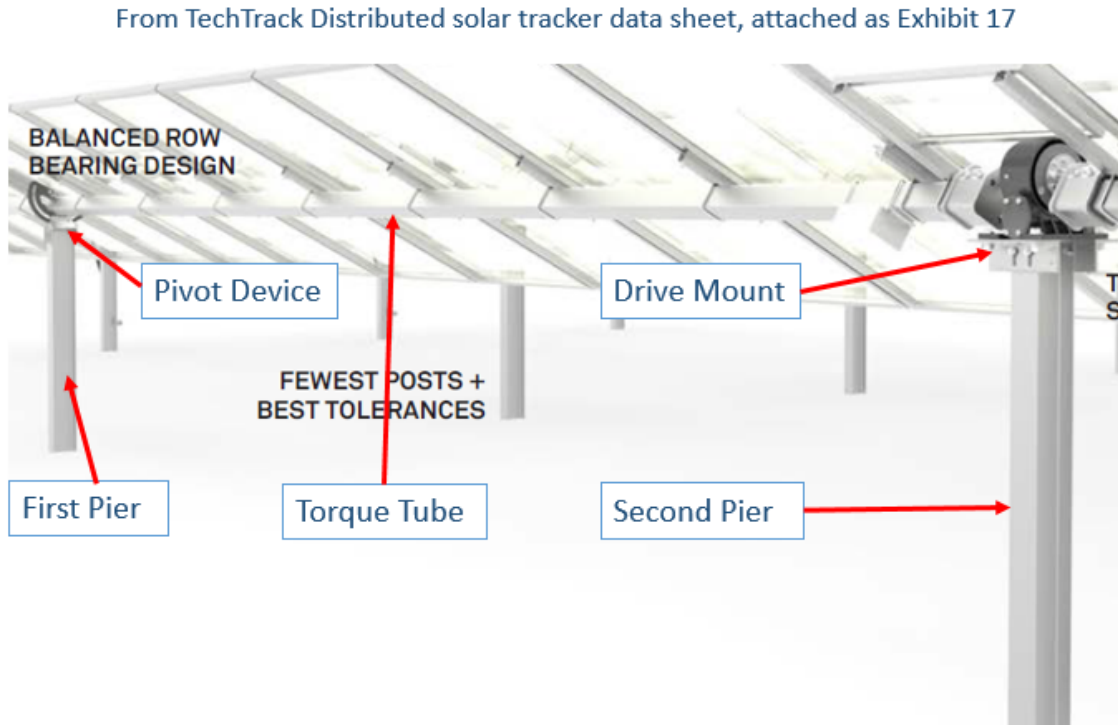 From TechTrack Distributed solar tracker data sheet, attached as Exhibit 17
BALANCED ROW
BEARING DESIGN
Pivot Device
Drive Mount
T
S
FEWEST POSTS +
BEST TOLERANCES
First Pier
Torque Tube
Second Pier